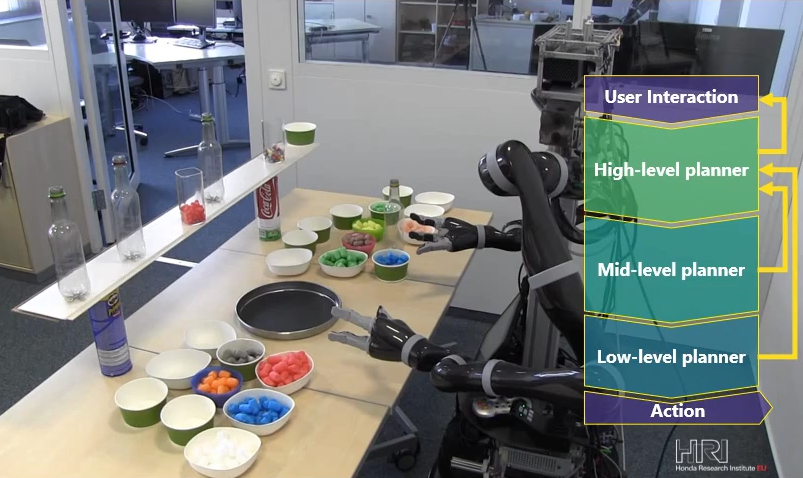 User Interaction
High-level planner
Mid-level planner
Low-level planner
Action
Coca-Cola
HRI
Honda Research Institute EU